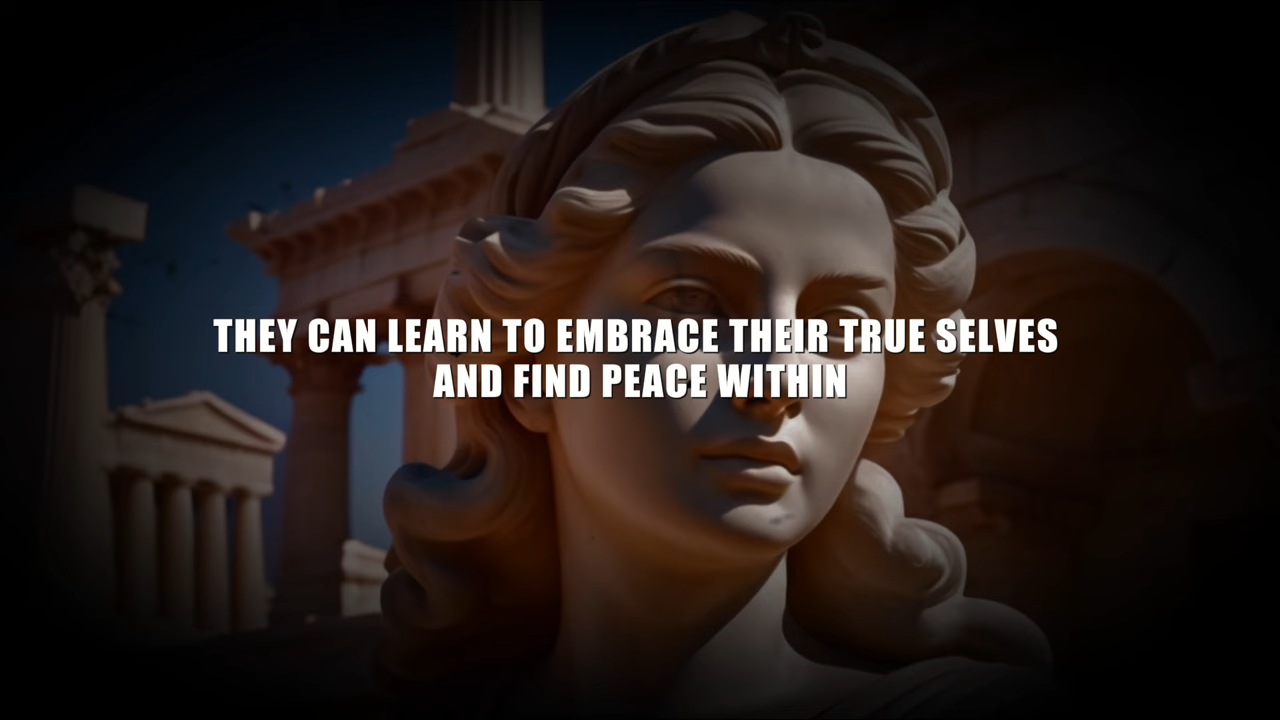 THEY CAN LEARN TO EMBRACE THEIR TRUE SELVES
AND FIND PEACE WITHIN